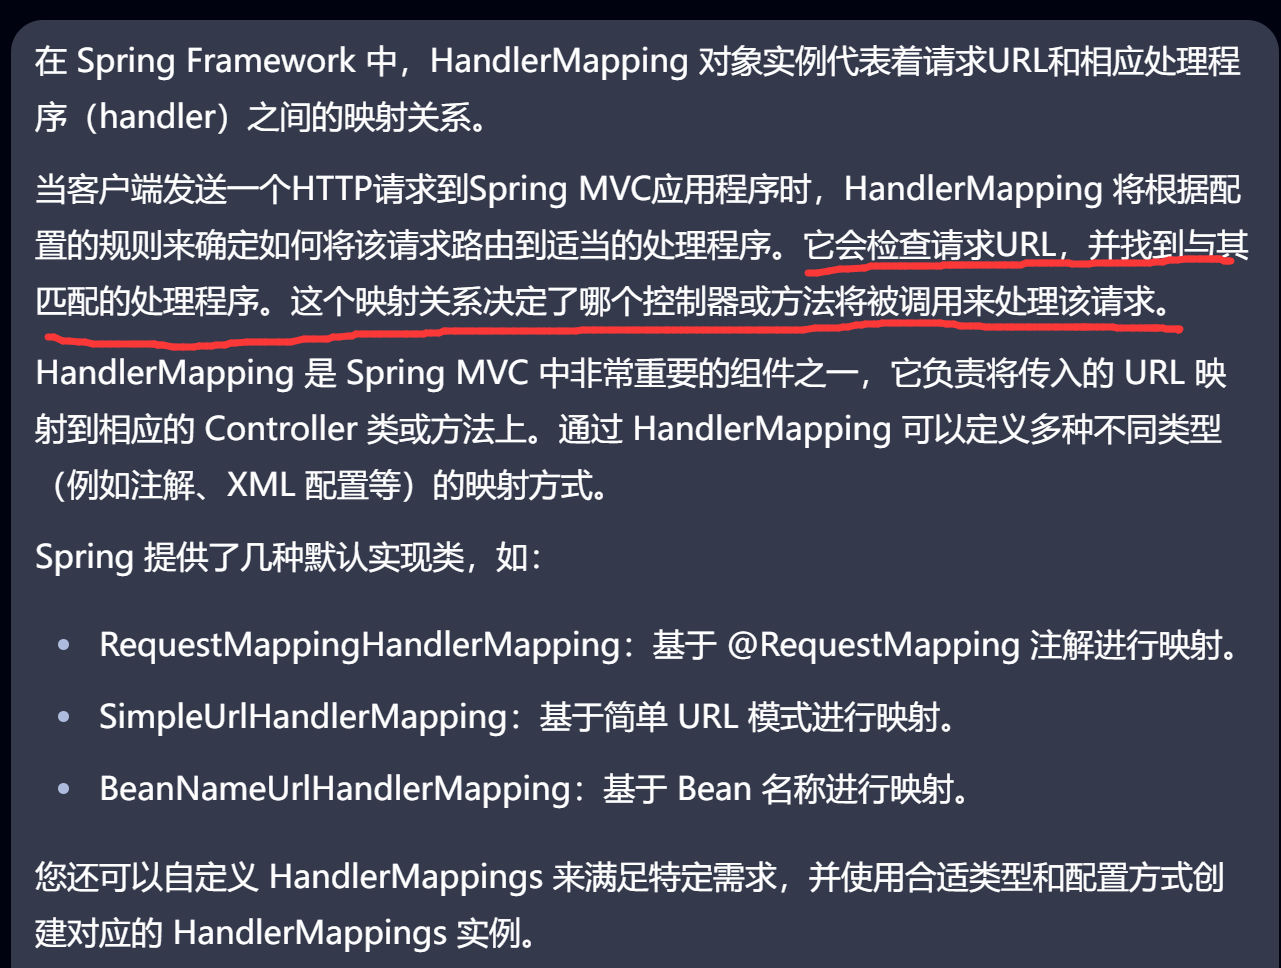 在 Spring Framework 中，HandlerMapping 对象实例代表着请求URL和相应处理程
序（handler）之间的映射关系。
当客户端发送一个HTTP请求到Spring MVC应用程序时，HandlerMapping 将根据配
置的规则来确定如何将该请求路由到适当的处理程序。它会检查请求URL，并找到与其
匹配的处理程序。这个映射关系决定了哪个控制器或方法将被调用来处理该请求。
HandlerMapping 是 Spring MVC 中非常重要的组件之一，它负责将传入的 URL 映
射到相应的 Controller 类或方法上。通过 HandlerMapping 可以定义多种不同类型
（例如注解、XML 配置等）的映射方式。
Spring 提供了几种默认实现类，如：
• RequestMappingHandlerMapping：基于 @RequestMapping 注解进行映射。
• SimpleUrlHandlerMapping：基于简单 URL 模式进行映射。
• BeanNameUrlHandlerMapping：基于 Bean 名称进行映射。
您还可以自定义 HandlerMappings 来满足特定需求，并使用合适类型和配置方式创
建对应的 HandlerMappings 实例。